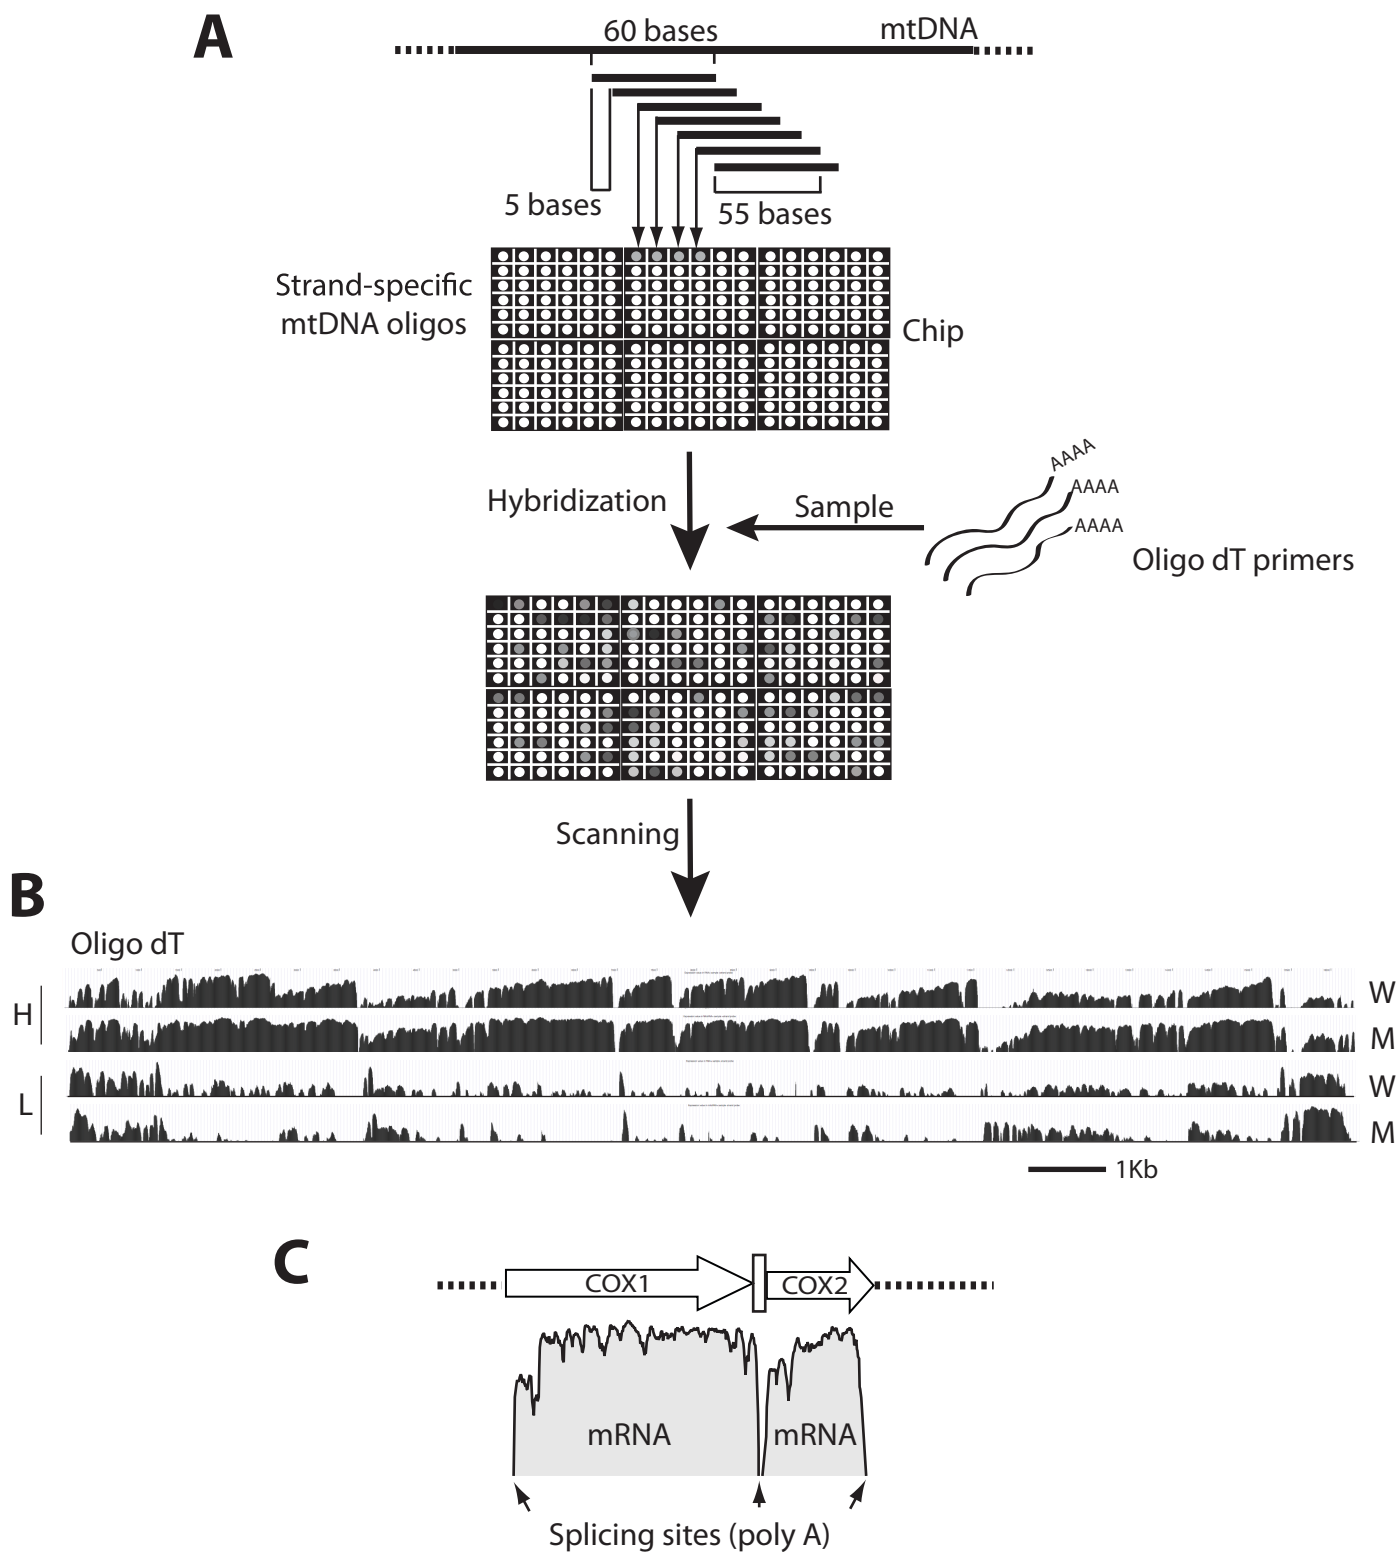 A
60 bases
mtDNA
5 bases
55 bases
Strand-specific
mtDNA oligos
Chip
AAAA
AAAA
AAAA
Hybridization
Sample
Oligo dT primers
Scanning
B
Oligo dT
H
W
M
L
W
M
1Kb
C
COX1
COX2
mRNA
mRNA
Splicing sites (poly A)